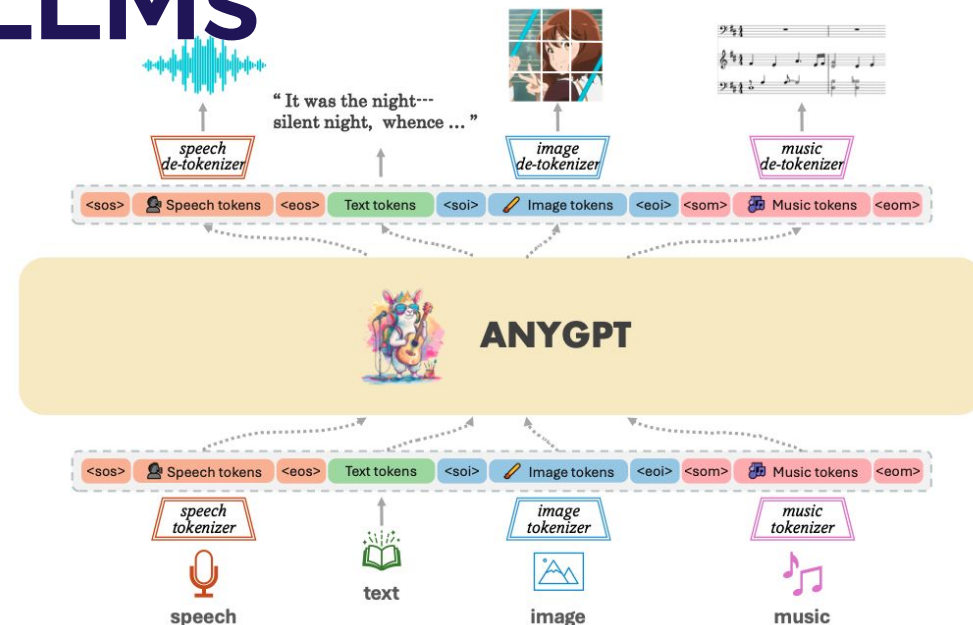 LLMS
“ It was the night---
silent night, whence ... ”
speech
de-tokenizer
image
de-tokenizer
music
de-tokenizer
<sos> Speech tokens <eos> Text tokens <soi> Image tokens <eoi> <som> Music tokens <eom>
ANYGPT
<sos> Speech tokens <eos> Text tokens <soi> Image tokens <eoi> <som> Music tokens <eom>
speech
tokenizer
image
tokenizer
music
tokenizer
text
speech
image
music